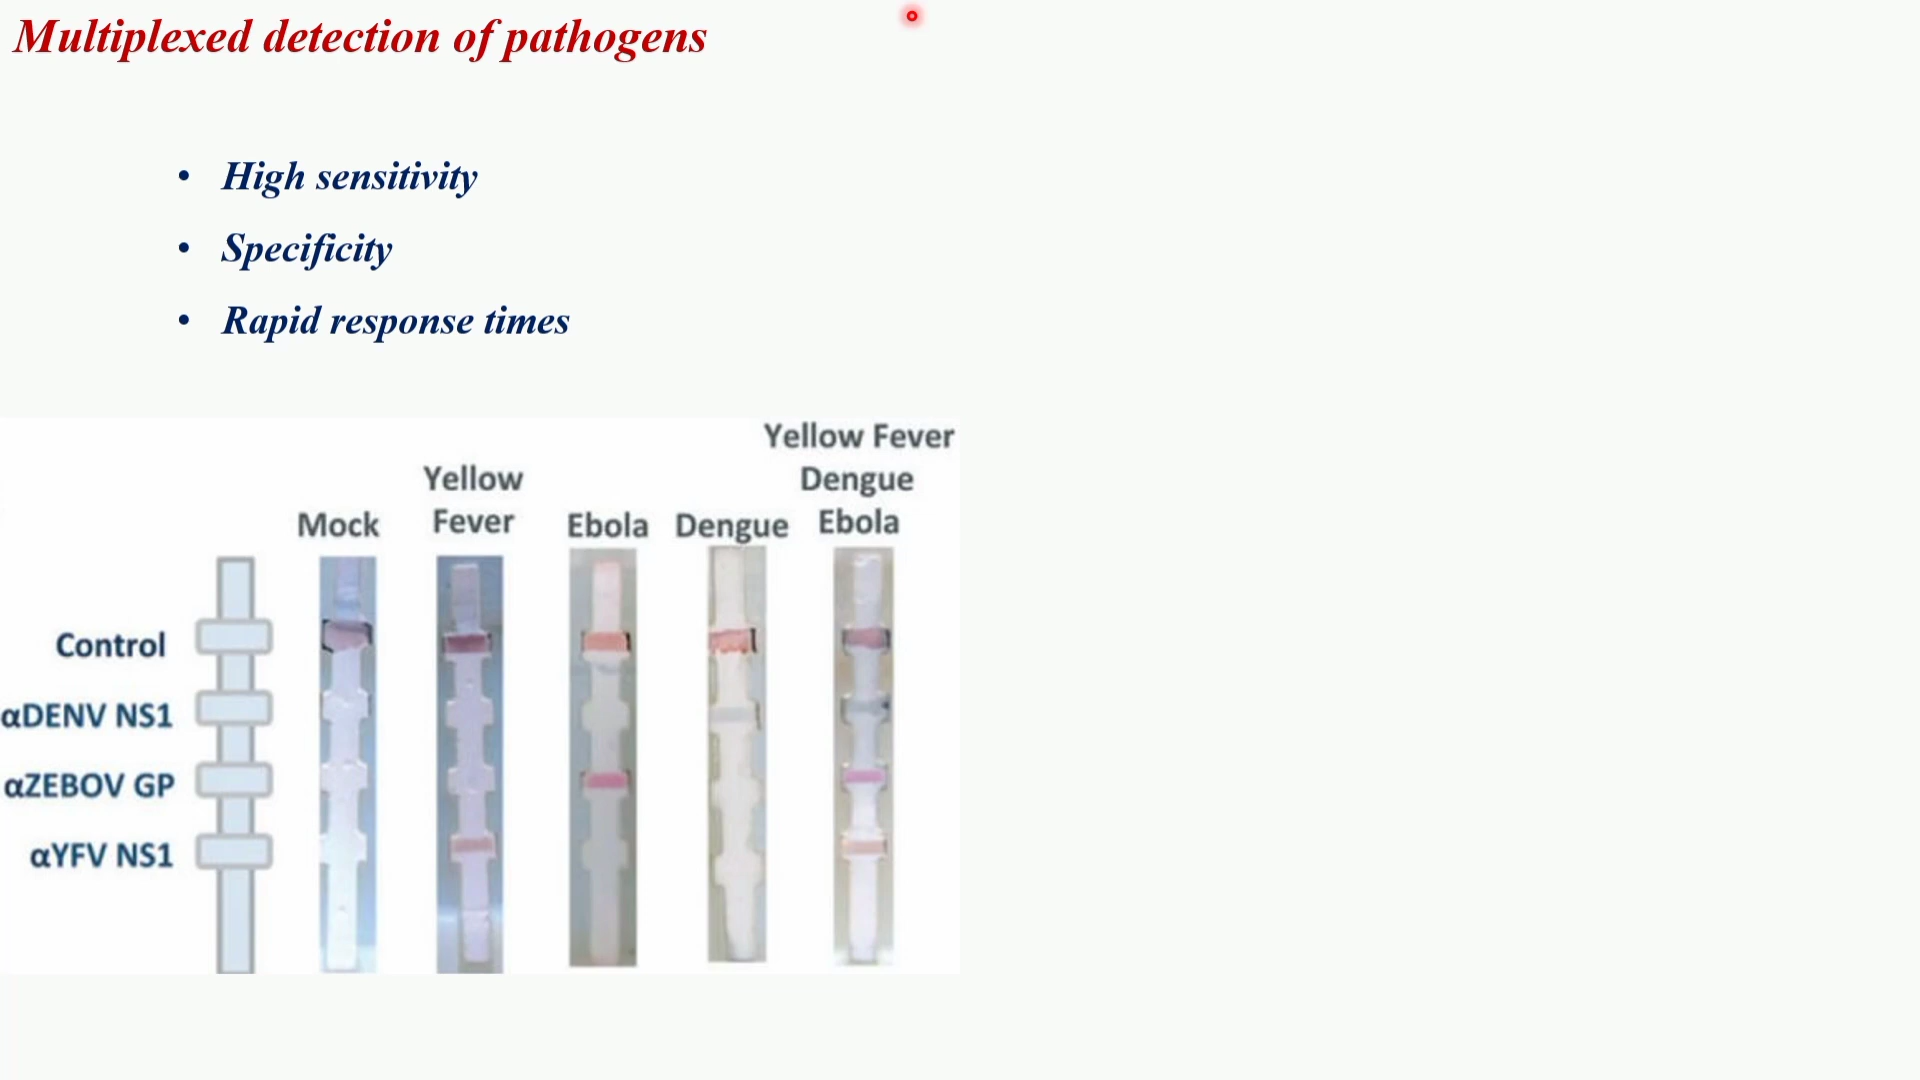 Multiplexed detection of pathogens
• High sensitivity
• Specificity
• Rapid response times
Yellow Fever
Dengue
Ebola
Yellow
Fever
Mock
Ebola
Dengue
Control
αDENV NS1
αZEBOV GP
αYFV NS1